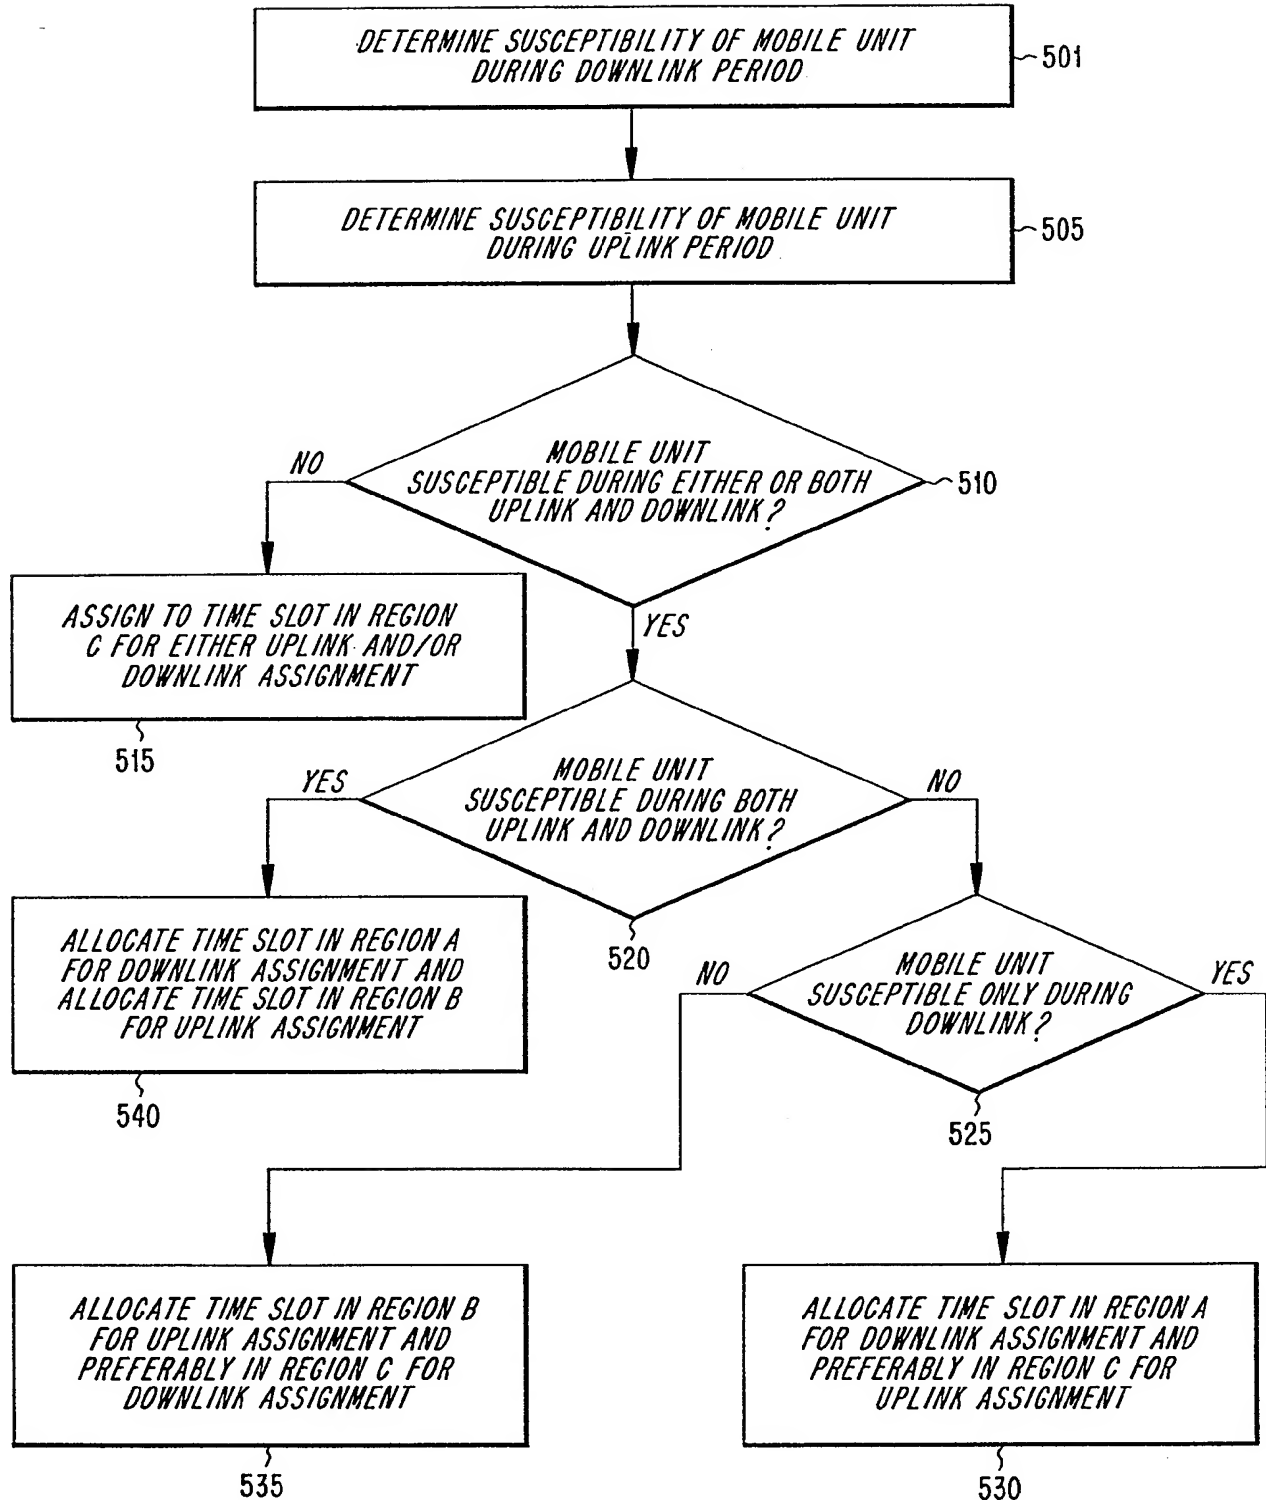 DETERMINE SUSCEPTIBILITY OF MOBILE UNIT
DURING DOWNLINK PERIOD
501
DETERMINE SUSCEPTIBILITY OF MOBILE UNIT
DURING UPLINK PERIOD
505
MOBILE UNIT
SUSCEPTIBLE DURING EITHER OR BOTH
UPLINK AND DOWNLINK?
510
NO
YES
ASSIGN TO TIME SLOT IN REGION
C FOR EITHER UPLINK AND/OR
DOWNLINK ASSIGNMENT
515
MOBILE UNIT
SUSCEPTIBLE DURING BOTH
UPLINK AND DOWNLINK?
520
YES
NO
ALLOCATE TIME SLOT IN REGION A
FOR DOWNLINK ASSIGNMENT AND
ALLOCATE TIME SLOT IN REGION B
FOR UPLINK ASSIGNMENT
540
MOBILE UNIT
SUSCEPTIBLE ONLY DURING
DOWNLINK?
525
NO
YES
ALLOCATE TIME SLOT IN REGION B
FOR UPLINK ASSIGNMENT AND
PREFERABLY IN REGION C FOR
DOWNLINK ASSIGNMENT
535
ALLOCATE TIME SLOT IN REGION A
FOR DOWNLINK ASSIGNMENT AND
PREFERABLY IN REGION C FOR
UPLINK ASSIGNMENT
530